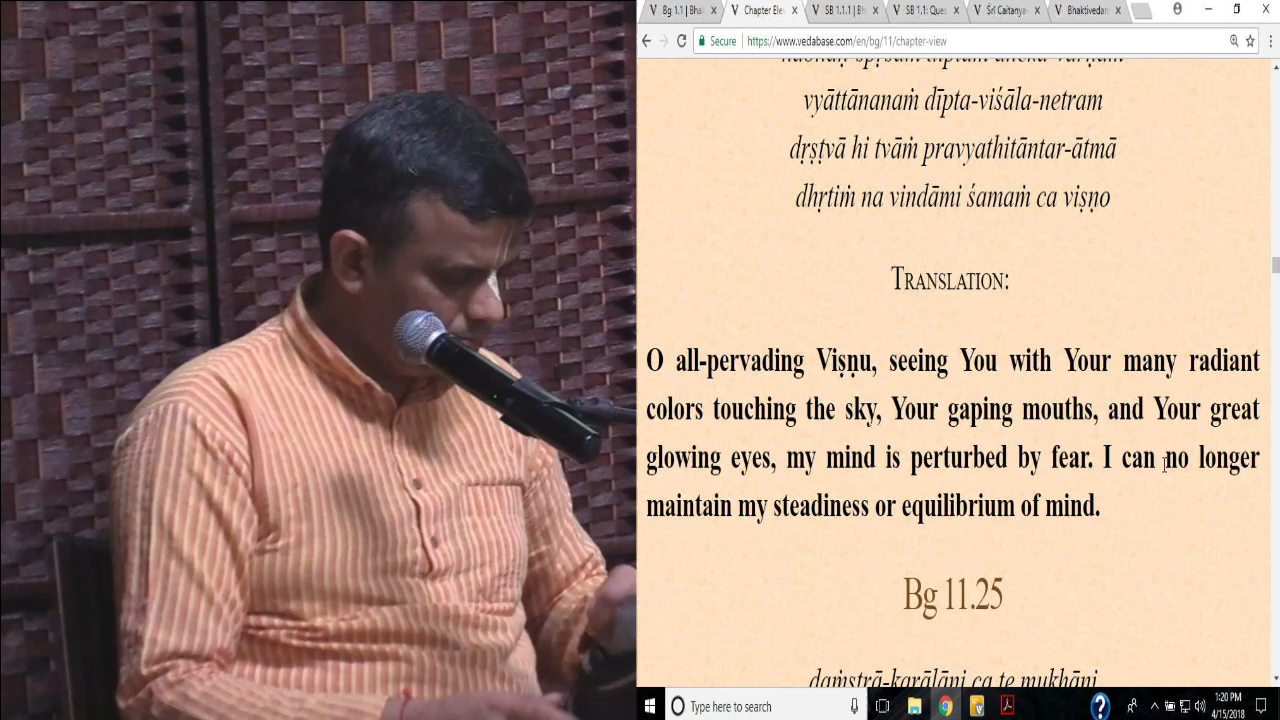 Bg 1.1 | Bha
Chapter Ele
SB 1.1.1 | Bh
SB 1.1: Ques
Śrī Caitanya-
Bhaktivedan
Secure https://www.vedabase.com/en/bg/11/chapter-view
nabhaḥ-spṛśaṁ dīptam aneka-varṇaṁ
vyāttānanaṁ dīpta-viśāla-netram
dṛṣṭvā hi tvāṁ pravyathitāntar-ātmā
dhṛtiṁ na vindāmi śamaṁ ca viṣṇo
TRANSLATION:
O all-pervading Viṣṇu, seeing You with Your many radiant
colors touching the sky, Your gaping mouths, and Your great
glowing eyes, my mind is perturbed by fear. I can no longer
maintain my steadiness or equilibrium of mind.
Bg 11.25
daṁṣṭrā-karālāni ca te mukhāni
Type here to search
1:20 PM
4/15/2018